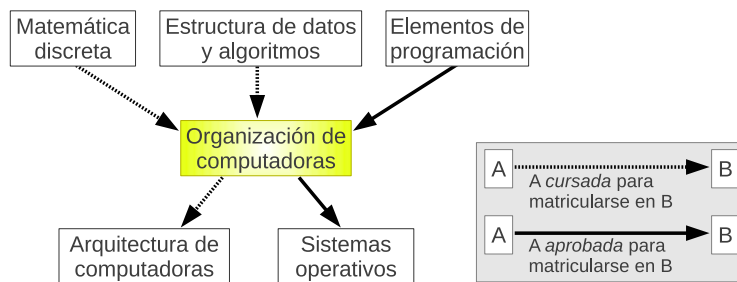 Matemática
discreta
Estructura de datos
y algoritmos
Elementos de
programación
Organización de
computadoras
Arquitectura de
computadoras
Sistemas
operativos
A
B
A cursada para
matricularse en B
A
B
A aprobada para
matricularse en B